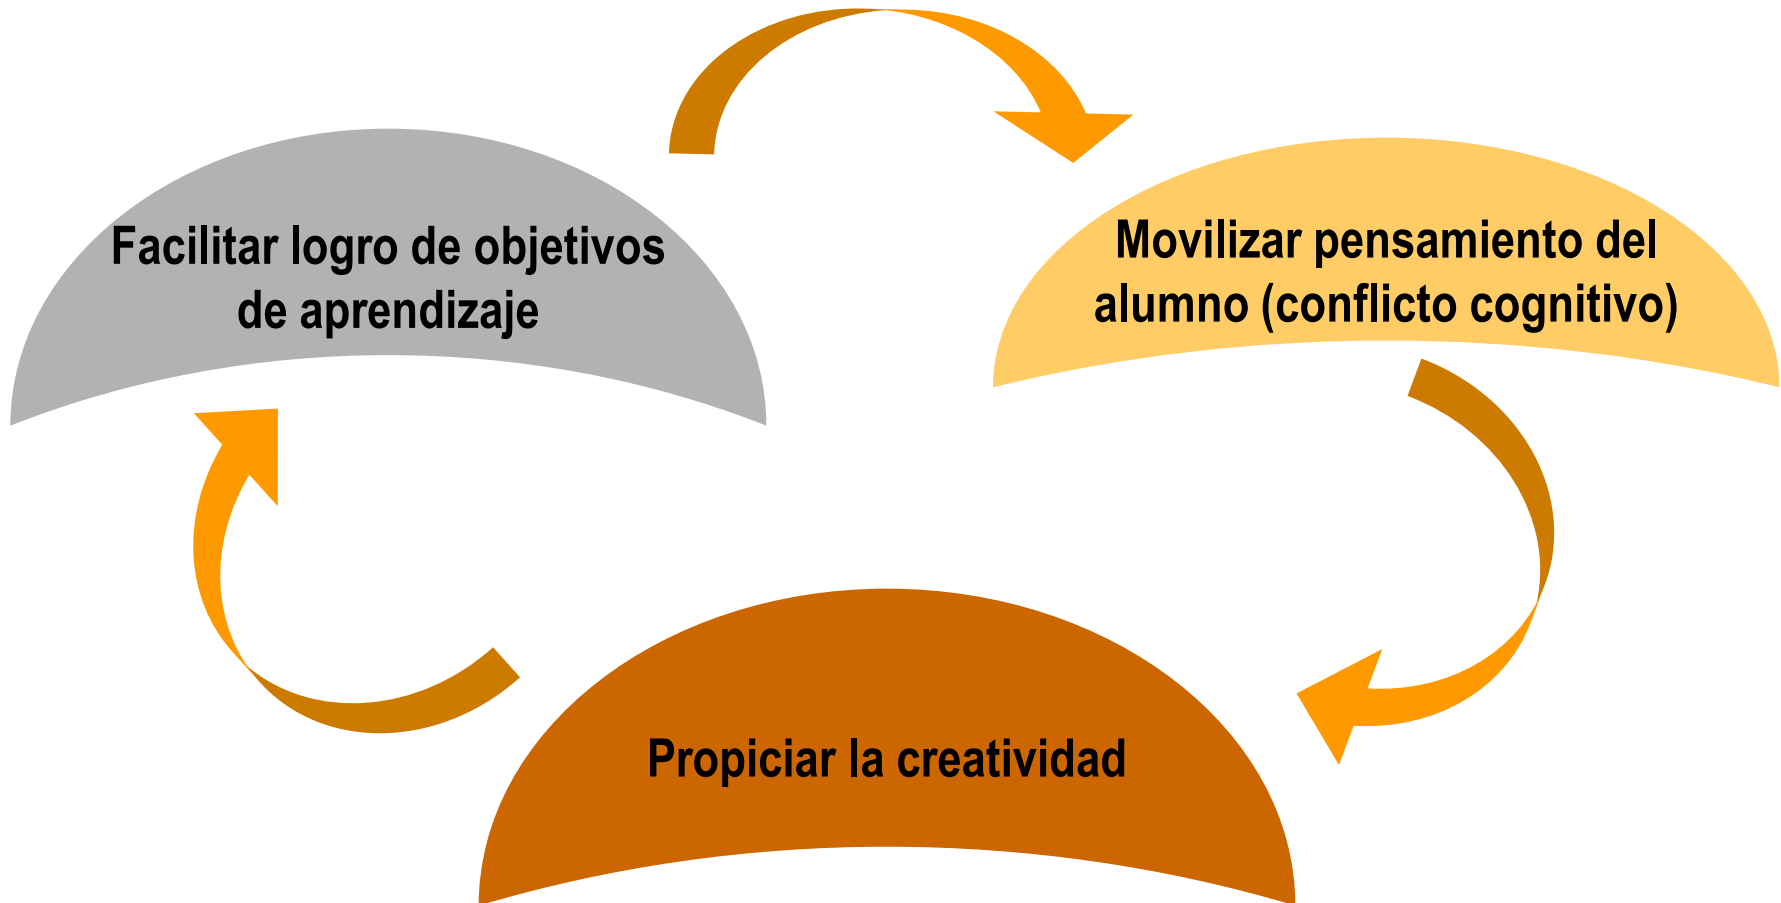 Facilitar logro de objetivos
de aprendizaje
Movilizar pensamiento del
alumno (conflicto cognitivo)
Propiciar la creatividad